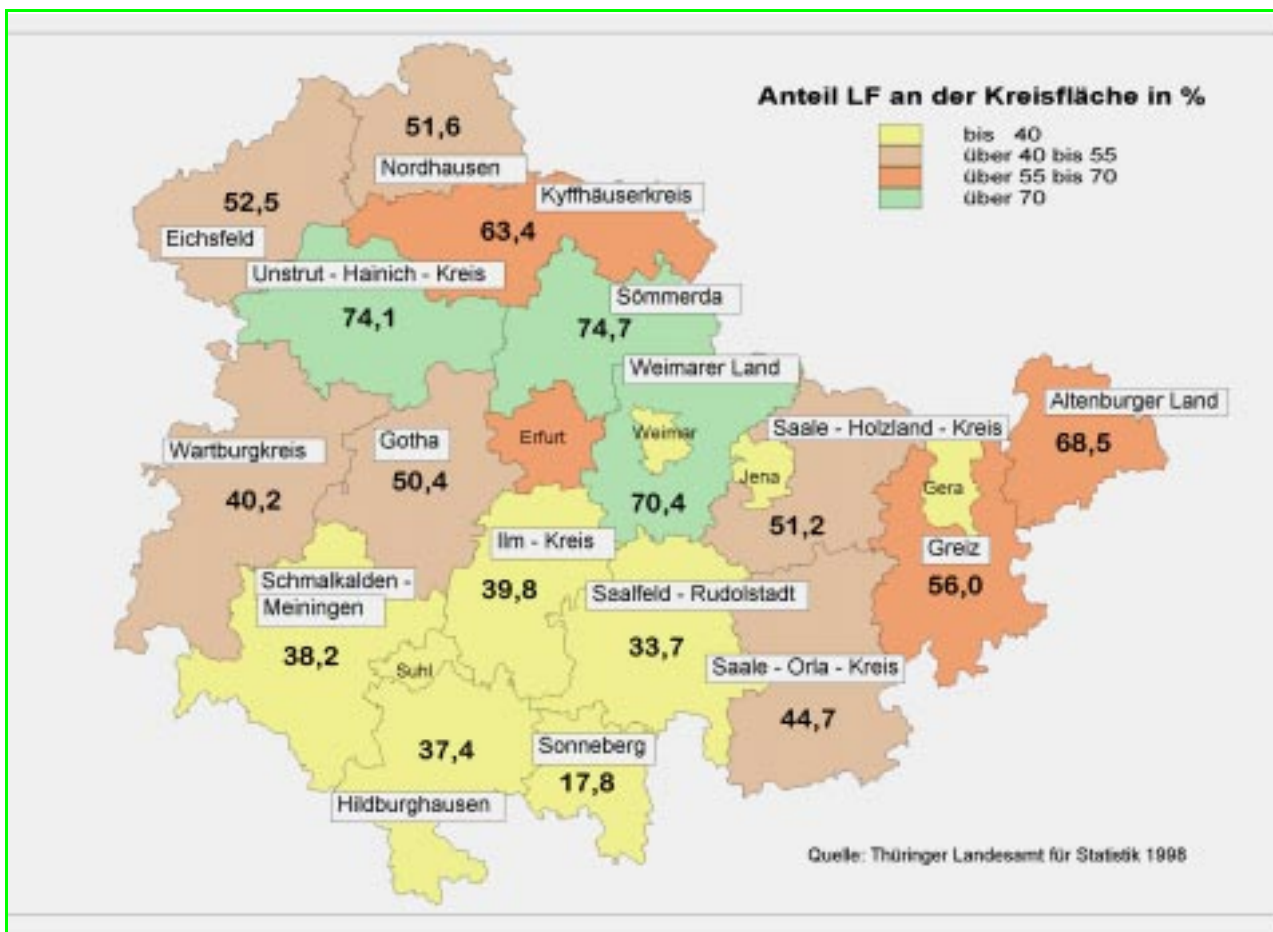 Anteil LF an der Kreisfläche in %
bis 40
über 40 bis 55
über 55 bis 70
über 70
51,6
Nordhausen
52,5
Eichsfeld
Kyffhäuserkreis
63,4
Unstrut - Hainich - Kreis
74,1
Sömmerda
74,7
Weimarer Land
Altenburger Land
68,5
Wartburgkreis
40,2
Gotha
50,4
Erfurt
Weimar
70,4
Saale - Holzland - Kreis
Jena
51,2
Gera
Greiz
56,0
Ilm - Kreis
39,8
Schmalkalden -
Meiningen
38,2
Saalfeld - Rudolstadt
33,7
Suhl
Saale - Orla - Kreis
44,7
37,4
Hildburghausen
Sonneberg
17,8
Quelle: Thüringer Landesamt für Statistik 1998